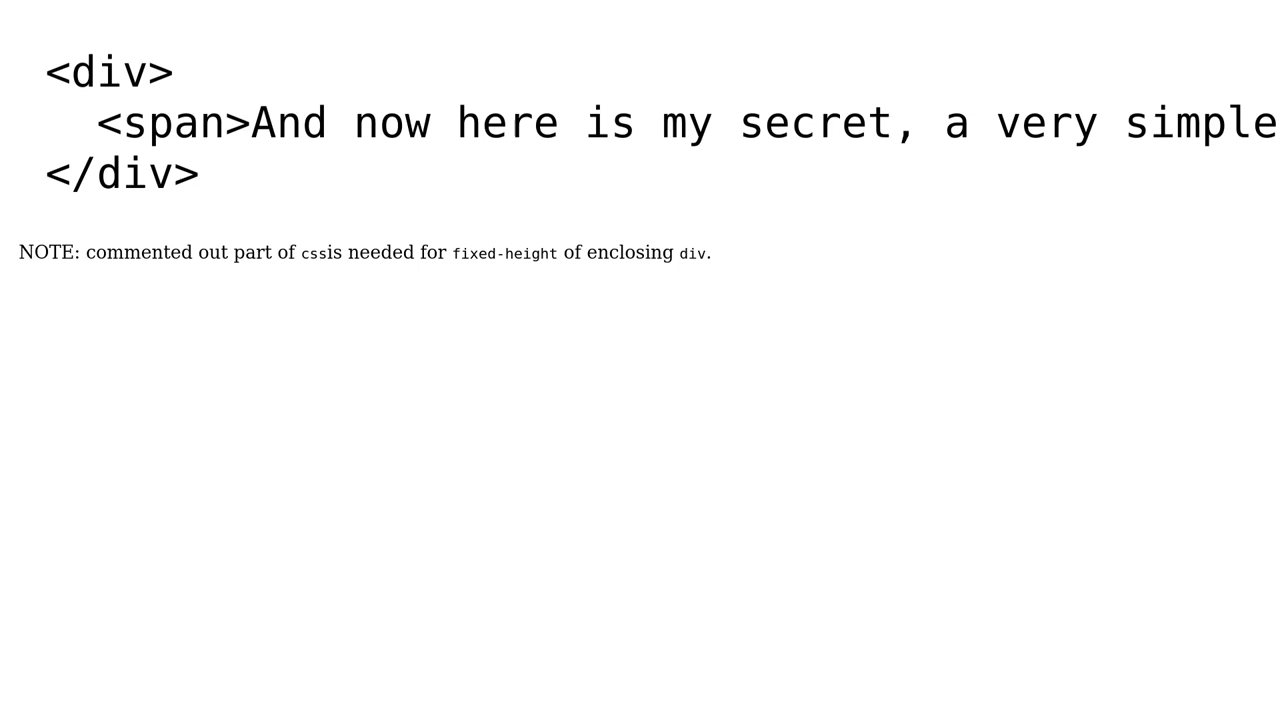 <div>
  <span>And now here is my secret, a very simple
</div>
NOTE: commented out part of cssis needed for fixed-height of enclosing div.